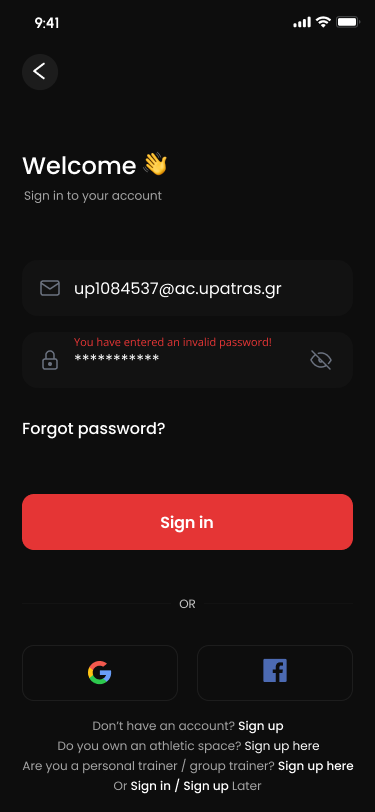 9:41
Welcome 👋
Sign in to your account
up1084537@ac.upatras.gr
You have entered an invalid password!
***********
Forgot password?
Sign in
OR
Don't have an account? Sign up
Do you own an athletic space? Sign up here
Are you a personal trainer / group trainer? Sign up here
Or Sign in / Sign up Later